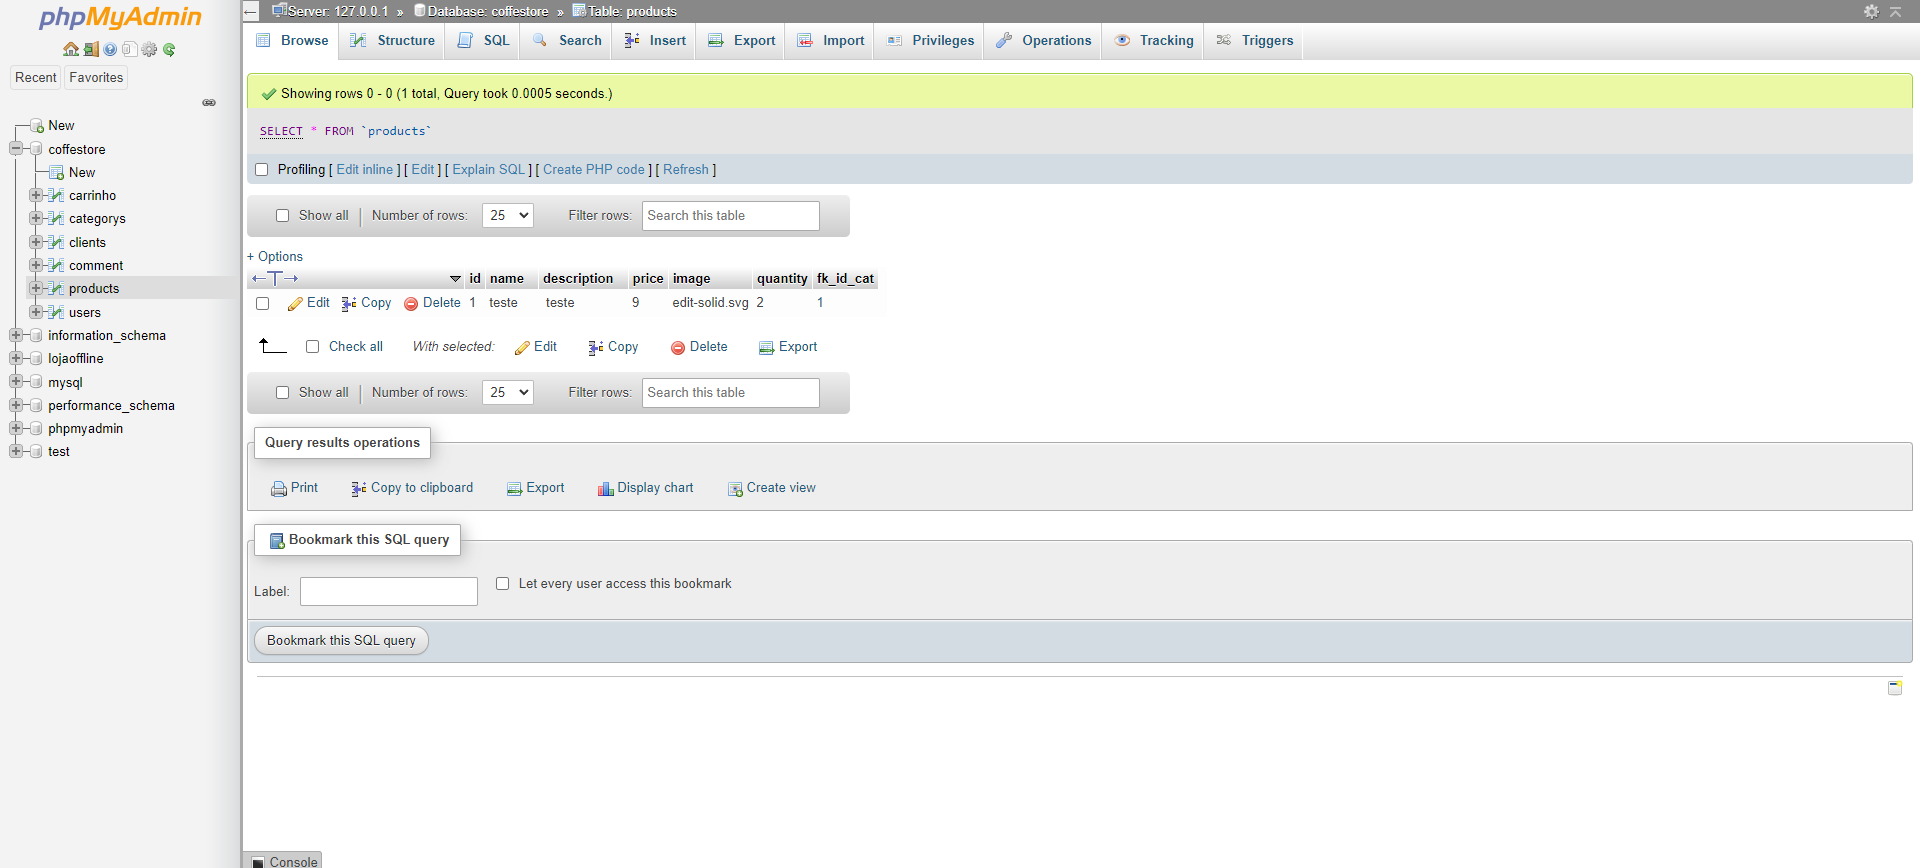 phpMyAdmin
Recent Favorites
New
coffestore
New
carrinho
categorys
clients
comment
products
users
information_schema
lojaoffline
mysql
performance_schema
phpmyadmin
test
Server: 127.0.0.1 » Database: coffestore » Table: products
Browse Structure SQL Search Insert Export Import Privileges Operations Tracking Triggers
Showing rows 0 - 0 (1 total, Query took 0.0005 seconds.)
SELECT * FROM `products`
Profiling [ Edit inline ] [ Edit ] [ Explain SQL ] [ Create PHP code ] [ Refresh ]
Show all Number of rows: 25 Filter rows: Search this table
+ Options
←T→ id name description price image quantity fk_id_cat
Edit Copy Delete 1 teste teste 9 edit-solid.svg 2 1
Check all With selected: Edit Copy Delete Export
Show all Number of rows: 25 Filter rows: Search this table
Query results operations
Print Copy to clipboard Export Display chart Create view
Bookmark this SQL query
Label: Let every user access this bookmark
Bookmark this SQL query
Console